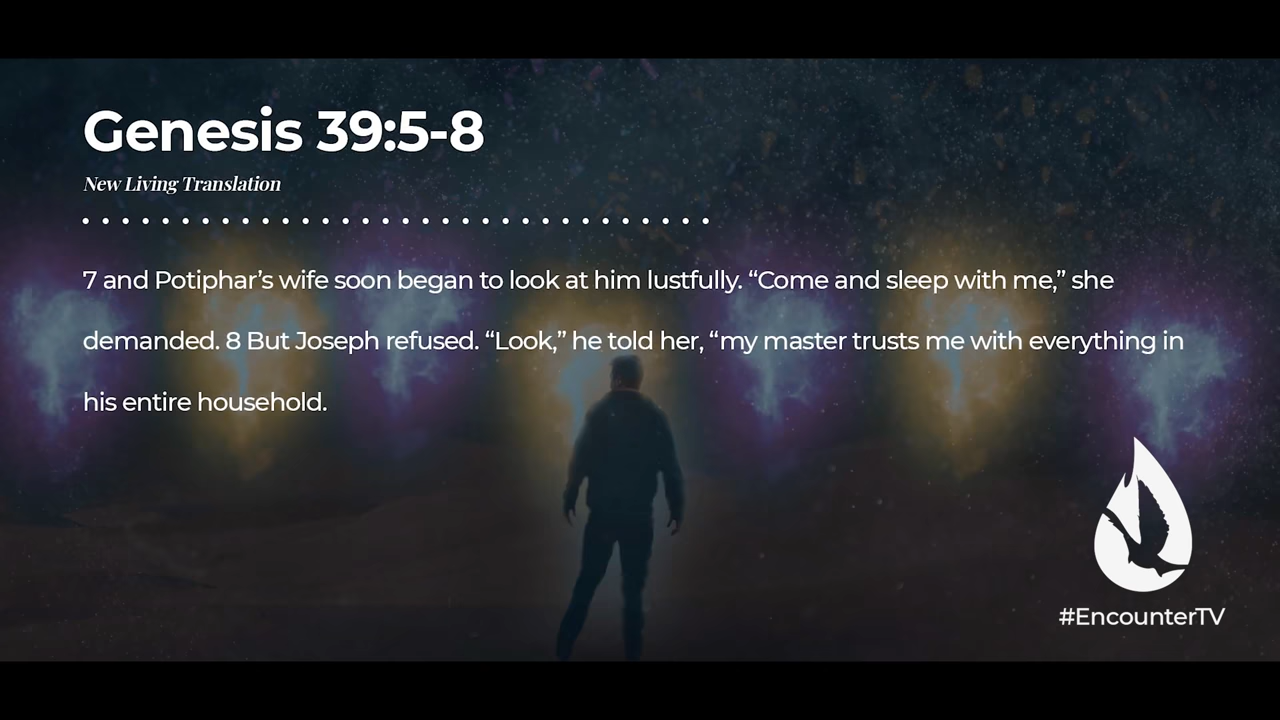 Genesis 39:5-8
New Living Translation
7 and Potiphar’s wife soon began to look at him lustfully. “Come and sleep with me,” she
demanded. 8 But Joseph refused. “Look,” he told her, “my master trusts me with everything in
his entire household.
#EncounterTV